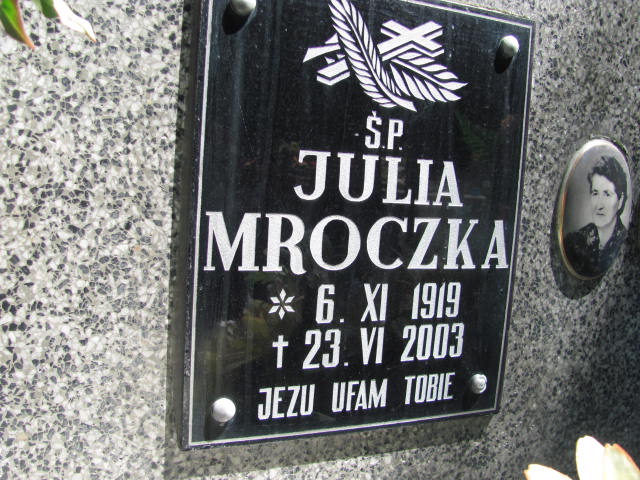 Ś.P.
JULIA
MROCZKA
* 6. XI 1919
† 23. VI 2003
JEZU UFAM TOBIE